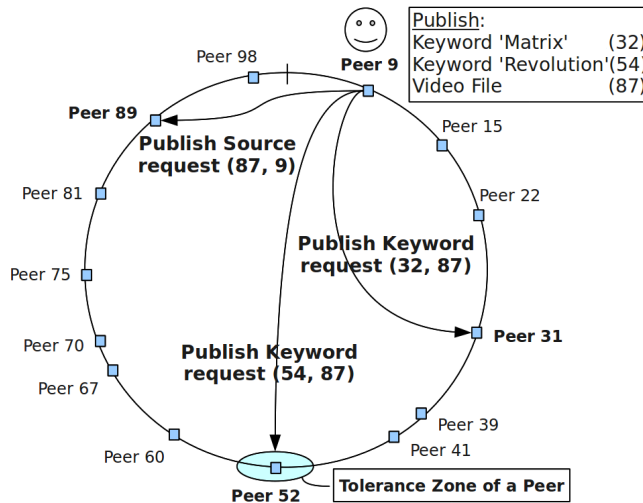 Publish:
Keyword 'Matrix' (32)
Keyword 'Revolution'(54)
Video File (87)
Peer 98
Peer 9
Peer 89
Peer 15
Publish Source
request (87, 9)
Peer 81
Peer 22
Publish Keyword
request (32, 87)
Peer 75
Peer 31
Peer 70
Publish Keyword
request (54, 87)
Peer 67
Peer 39
Peer 60
Peer 41
Peer 52
Tolerance Zone of a Peer